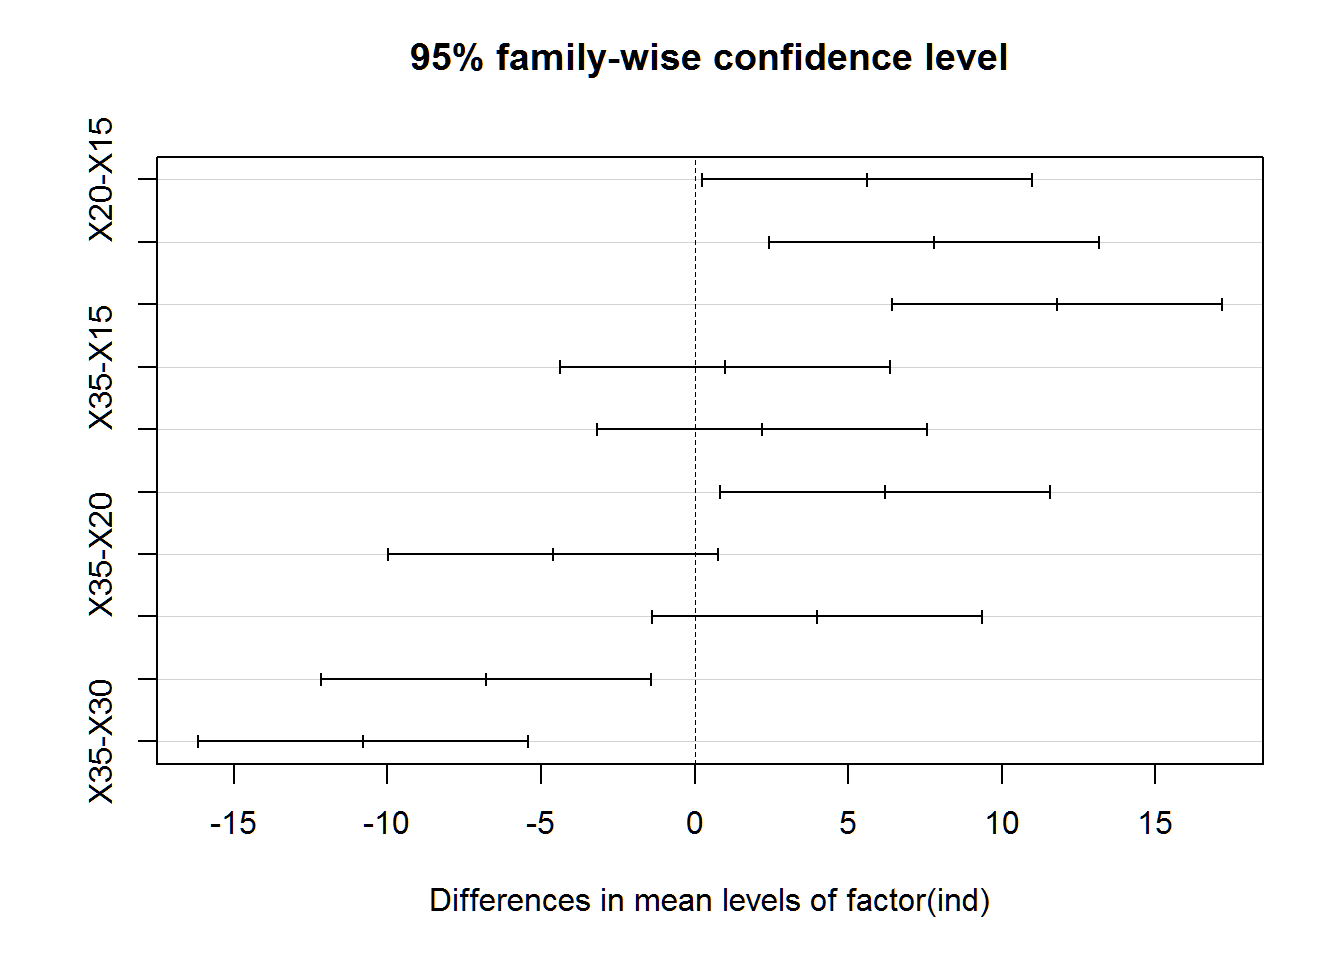 95% family-wise confidence level
X20-X15
X35-X15
X35-X20
X35-X30
-15 -10 -5 0 5 10 15
Differences in mean levels of factor(ind)